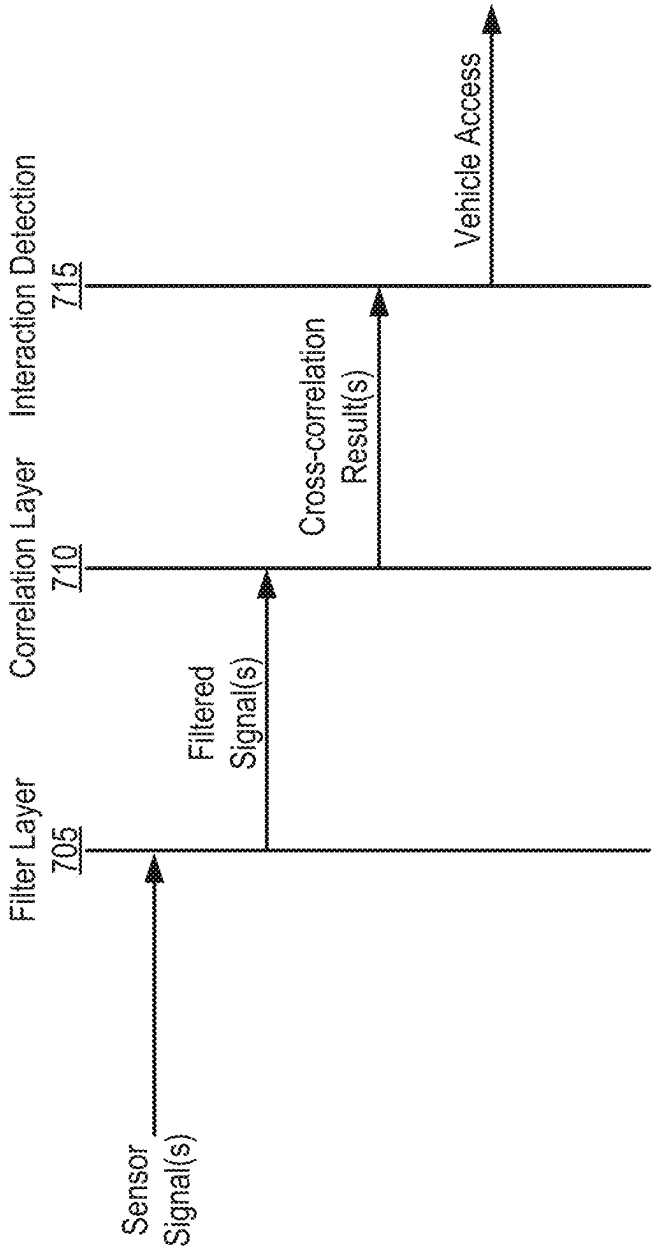 Filter Layer
705
Correlation Layer
710
Interaction Detection
715
Sensor
Signal(s)
Filtered
Signal(s)
Cross-correlation
Result(s)
Vehicle Access